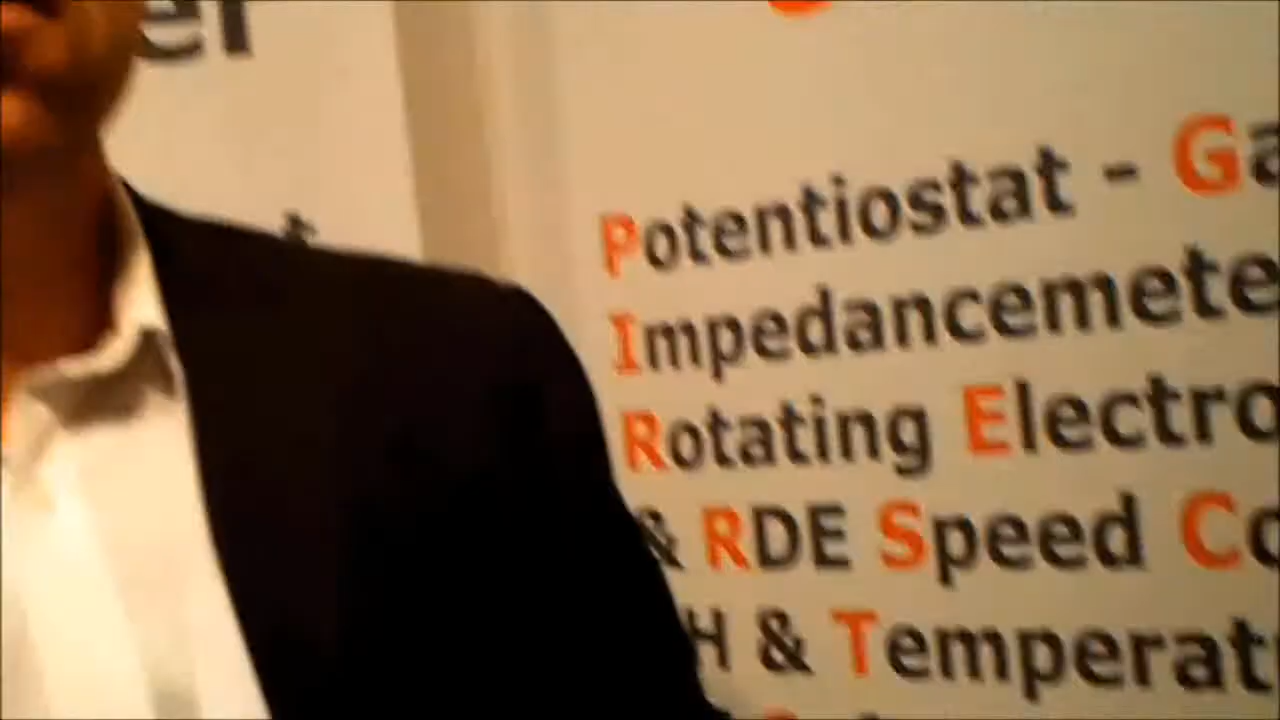 Potentiostat - Ga
Impedancemete
Rotating Electro
& RDE Speed Co
H & Temperat